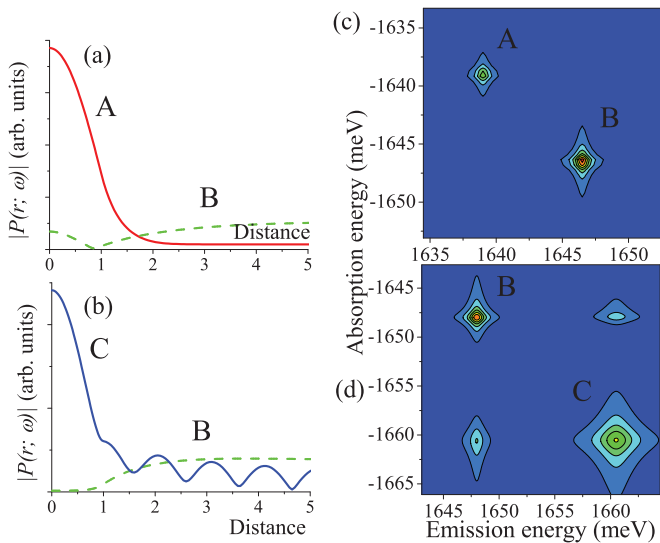 (a)
A
B
|P(r; ω)| (arb. units)
Distance
0 1 2 3 4 5
(b)
C
B
|P(r; ω)| (arb. units)
0 1 2 3 4 5
Distance
(c)
-1635
-1640
-1645
-1650
A
B
1635 1640 1645 1650
Absorption energy (meV)
(d)
-1645
-1650
-1655
-1660
-1665
B
C
1645 1650 1655 1660
Emission energy (meV)